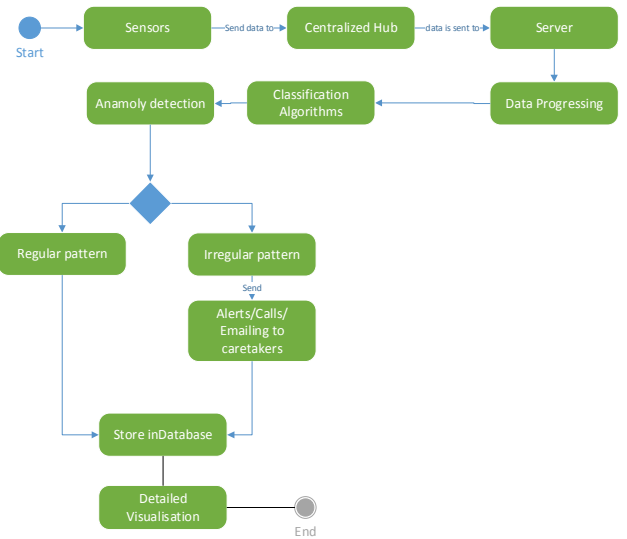 Start
Sensors
Send data to
Centralized Hub
data is sent to
Server
Anamoly detection
Classification
Algorithms
Data Progressing
Regular pattern
Irregular pattern
Send
Alerts/Calls/
Emailing to
caretakers
Store inDatabase
Detailed
Visualisation
End